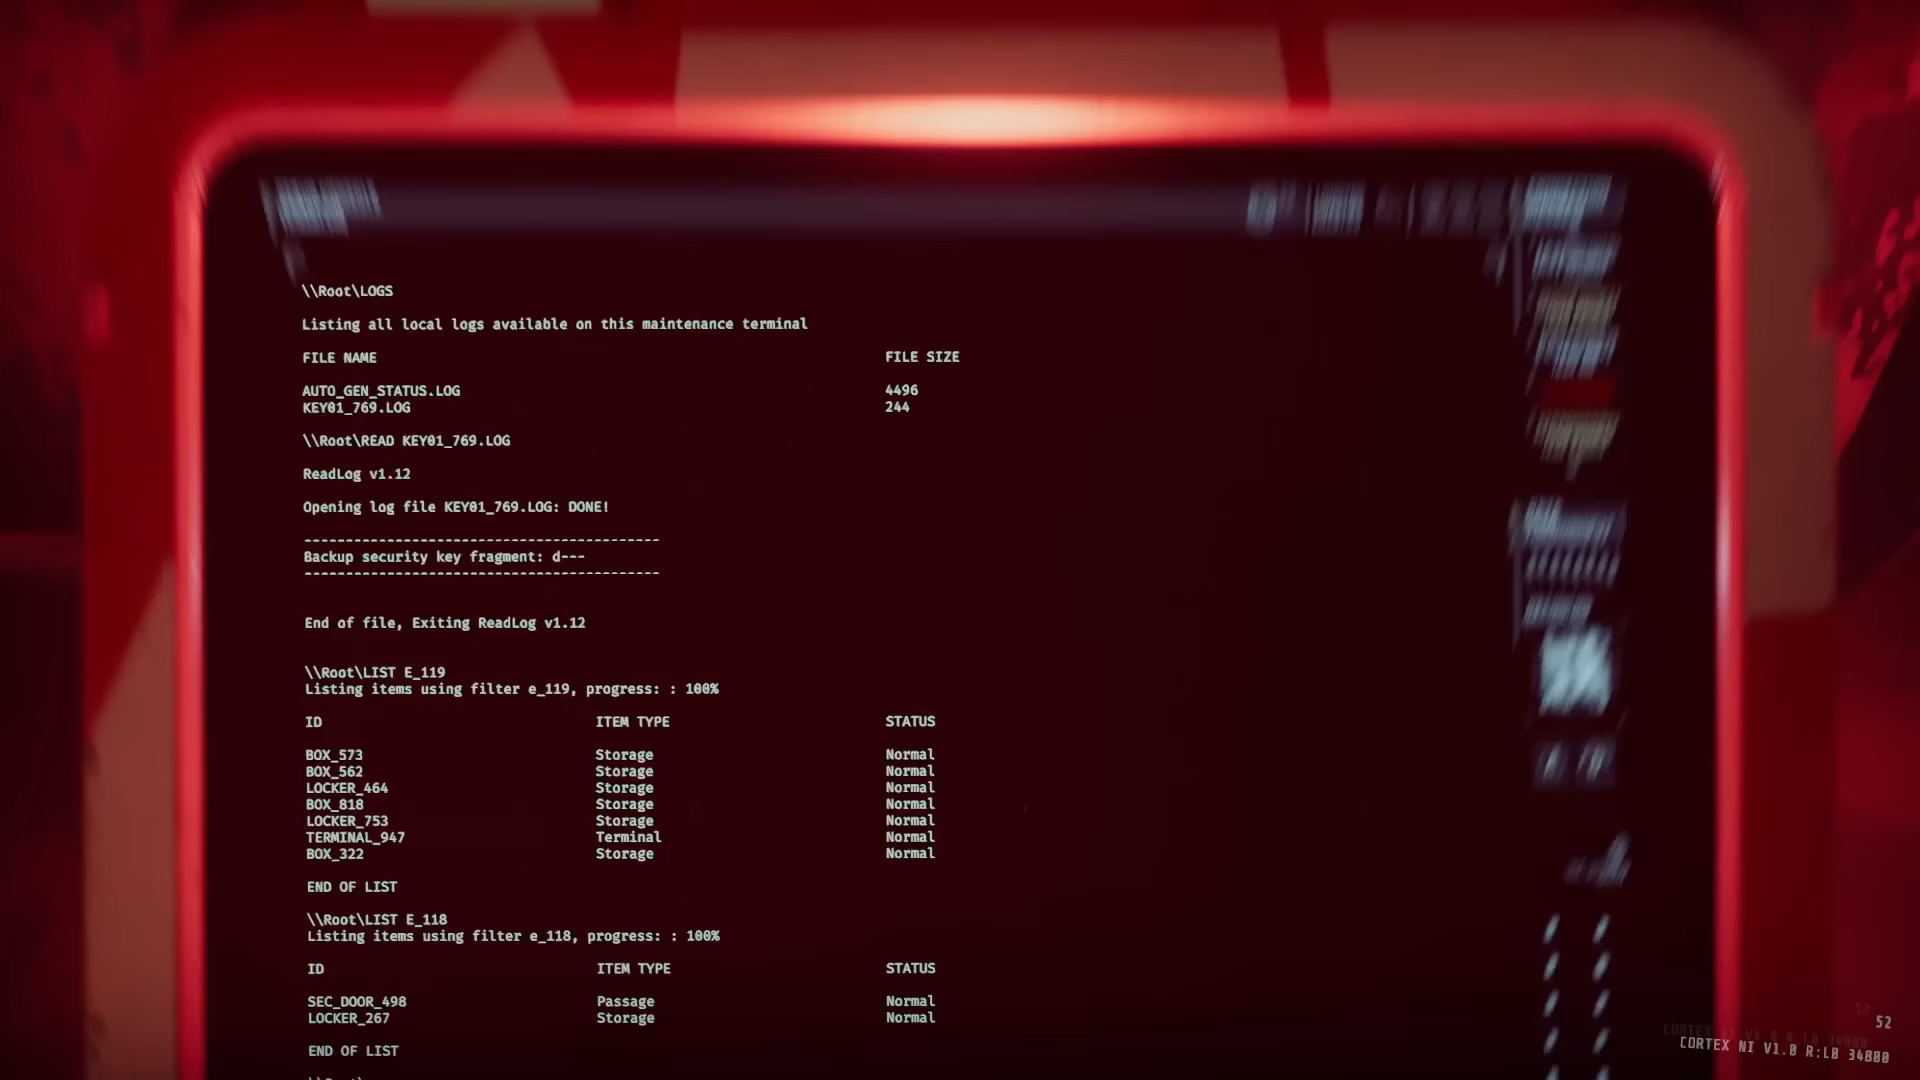 \\Root\LOGS
Listing all local logs available on this maintenance terminal
FILE NAME FILE SIZE
AUTO_GEN_STATUS.LOG 4496
KEY01_769.LOG 244
\\Root\READ KEY01_769.LOG
ReadLog v1.12
Opening log file KEY01_769.LOG: DONE!
-------------------------------------------
Backup security key fragment: d---
-------------------------------------------
End of file, Exiting ReadLog v1.12
\\Root\LIST E_119
Listing items using filter e_119, progress: : 100%
ID ITEM TYPE STATUS
BOX_573 Storage Normal
BOX_562 Storage Normal
LOCKER_464 Storage Normal
BOX_818 Storage Normal
LOCKER_753 Storage Normal
TERMINAL_947 Terminal Normal
BOX_322 Storage Normal
END OF LIST
\\Root\LIST E_118
Listing items using filter e_118, progress: : 100%
ID ITEM TYPE STATUS
SEC_DOOR_498 Passage Normal
LOCKER_267 Storage Normal
END OF LIST
52
CORTEX NI V1.0 R:L0 34800